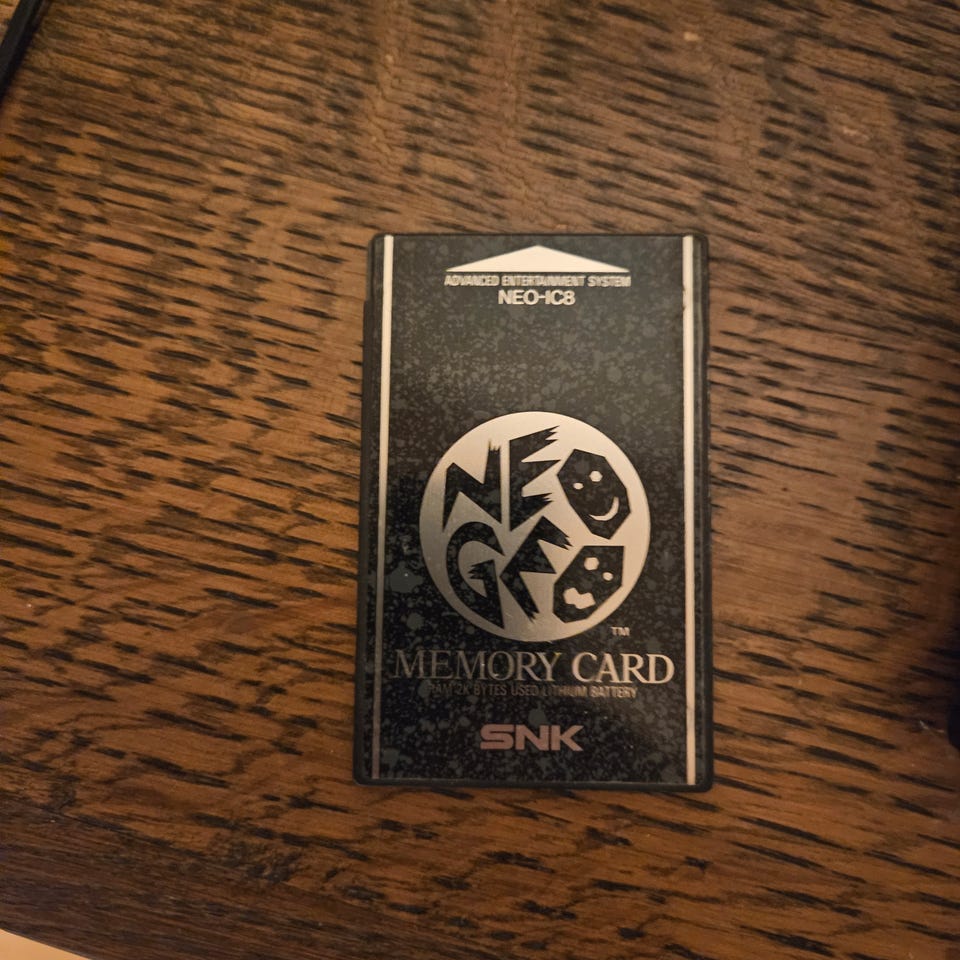 ADVANCED ENTERTAINMENT SYSTEM
NEO-IC8
NEO
GEO
TM
MEMORY CARD
RAM 2K BYTES USED LITHIUM BATTERY
SNK